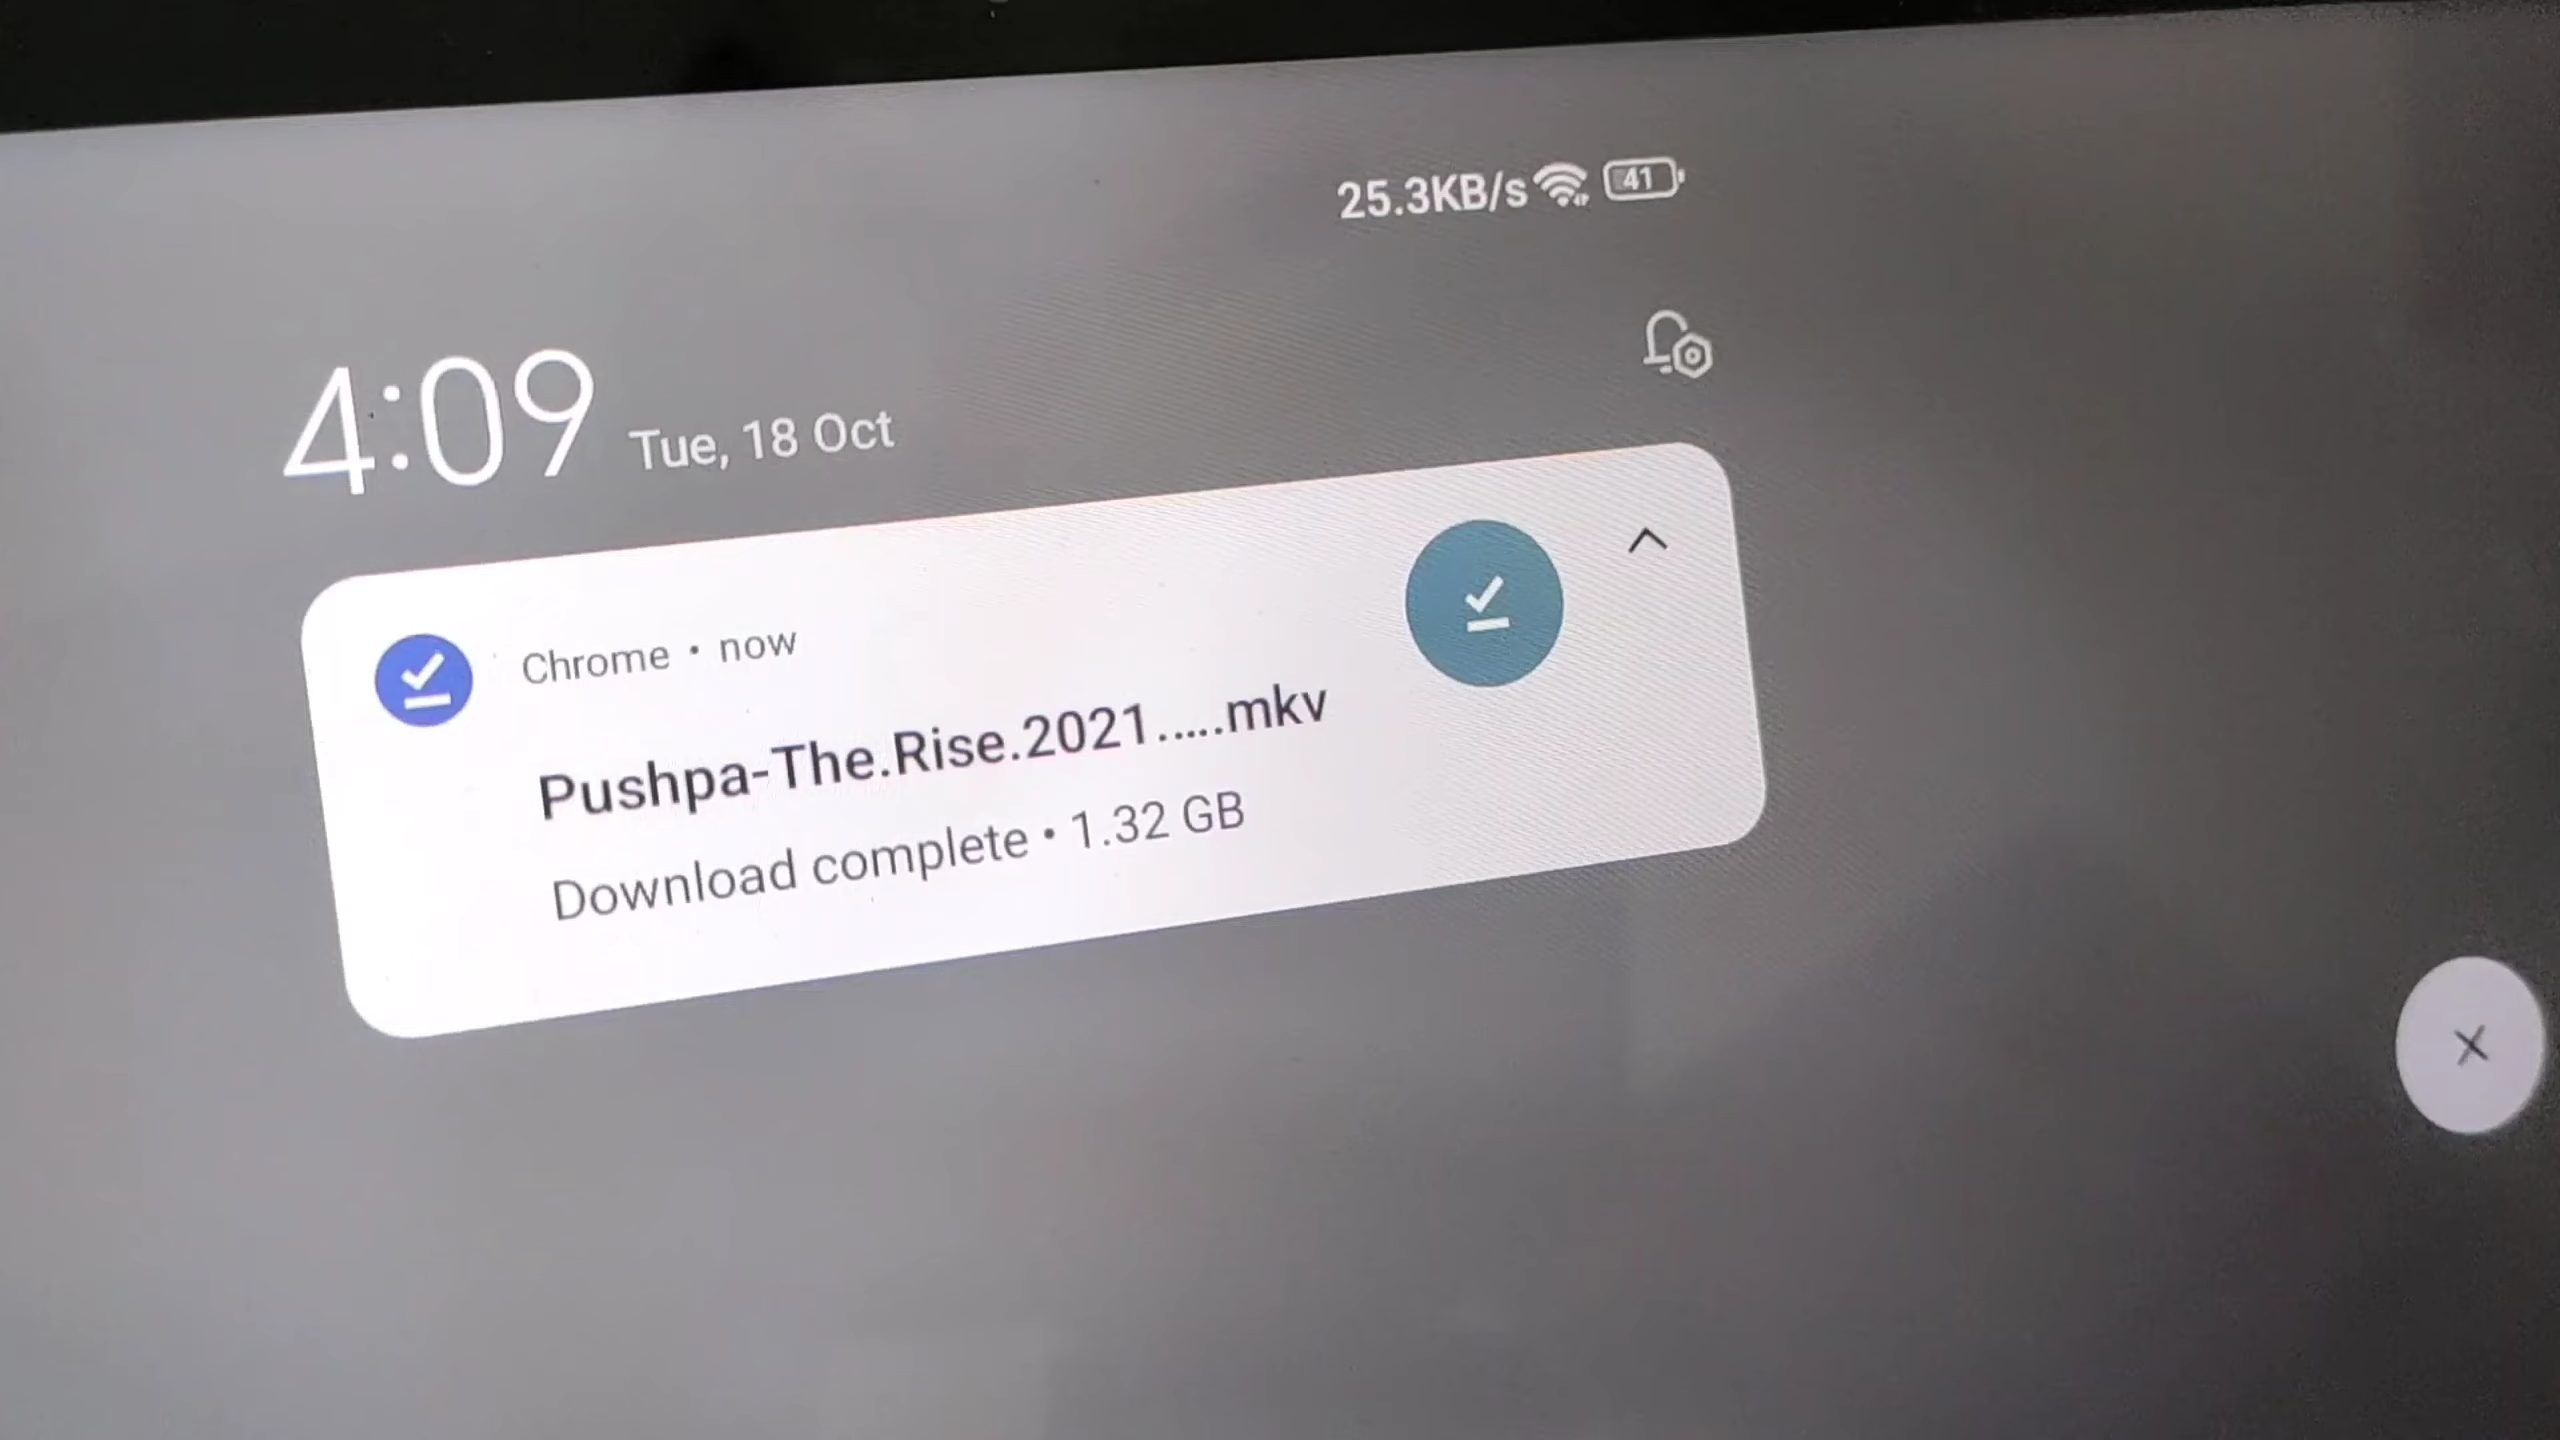 25.3KB/s 41
4:09 Tue, 18 Oct
Chrome • now
Pushpa-The.Rise.2021.....mkv
Download complete • 1.32 GB